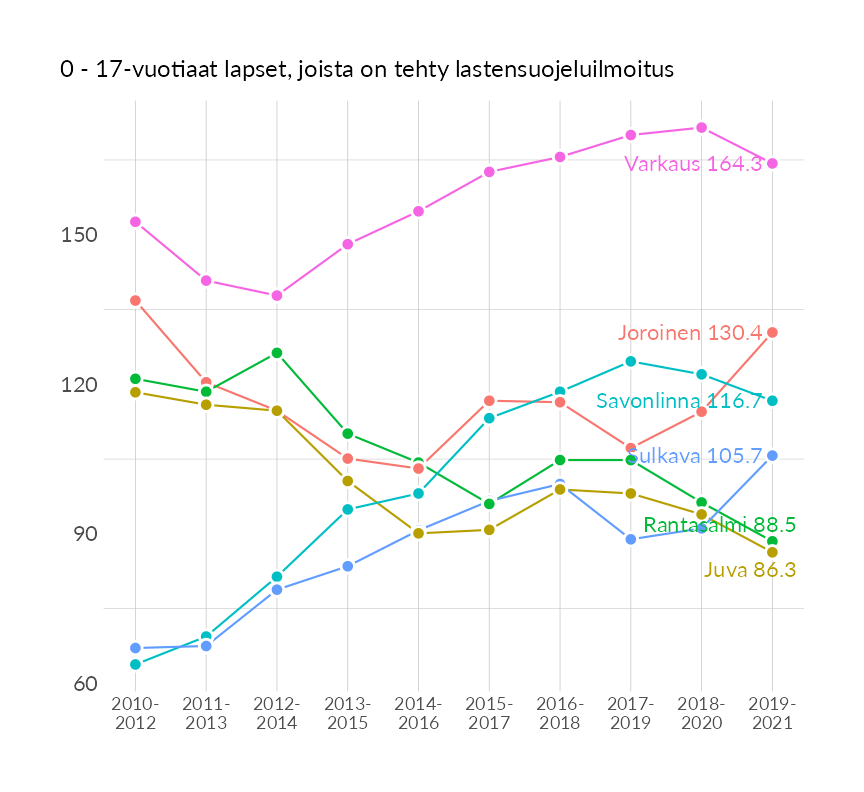 0 - 17-vuotiaat lapset, joista on tehty lastensuojeluilmoitus
Varkaus 164.3
150
Joroinen 130.4
120
Savonlinna 116.7
Sulkava 105.7
Rantasalmi 88.5
90
Juva 86.3
60
2010- 2011- 2012- 2013- 2014- 2015- 2016- 2017- 2018- 2019-
2012 2013 2014 2015 2016 2017 2018 2019 2020 2021